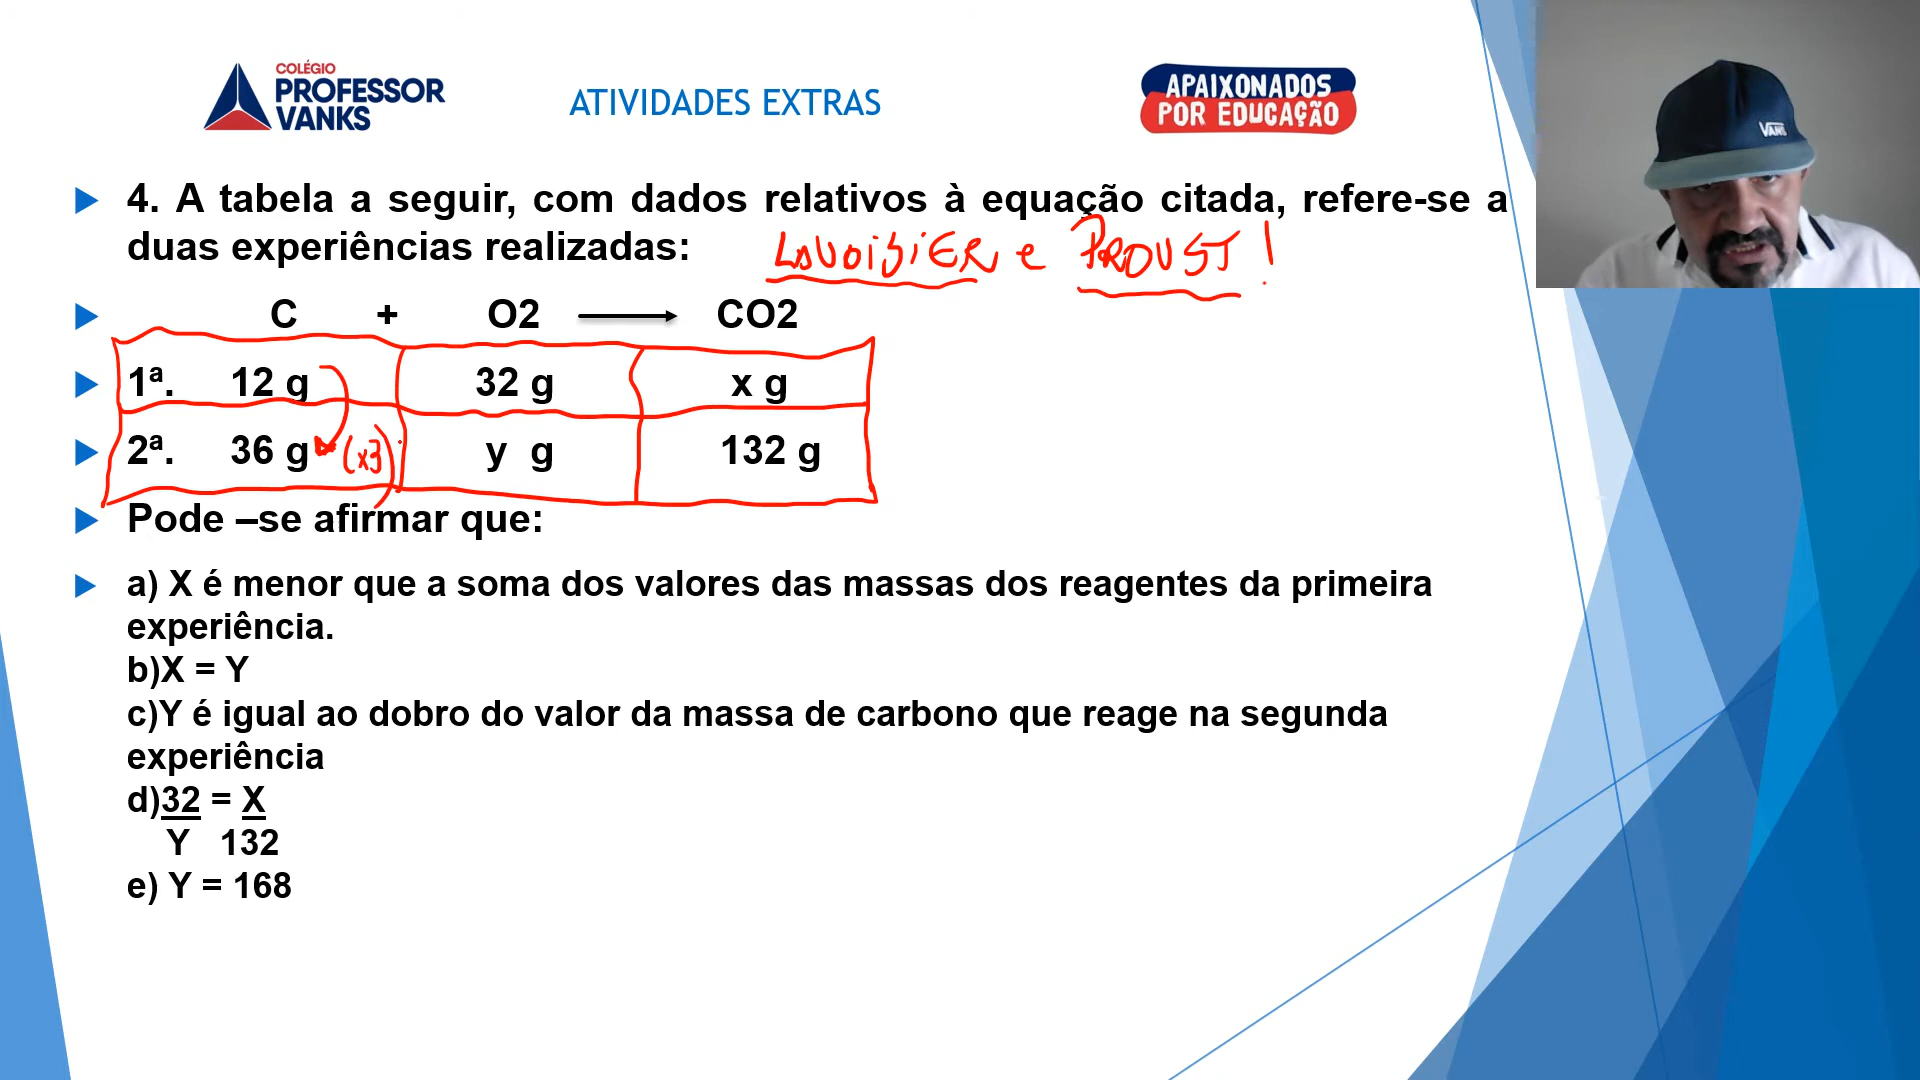 COLÉGIO
PROFESSOR
VANKS
ATIVIDADES EXTRAS
APAIXONADOS
POR EDUCAÇÃO
VANS
4. A tabela a seguir, com dados relativos à equação citada, refere-se a
duas experiências realizadas:
LAVOISIER e PROUST!
C + O2 CO2
1ª. 12 g 32 g x g
2ª. 36 g (x3) y g 132 g
Pode –se afirmar que:
a) X é menor que a soma dos valores das massas dos reagentes da primeira
experiência.
b)X = Y
c)Y é igual ao dobro do valor da massa de carbono que reage na segunda
experiência
d)32 = X
Y 132
e) Y = 168